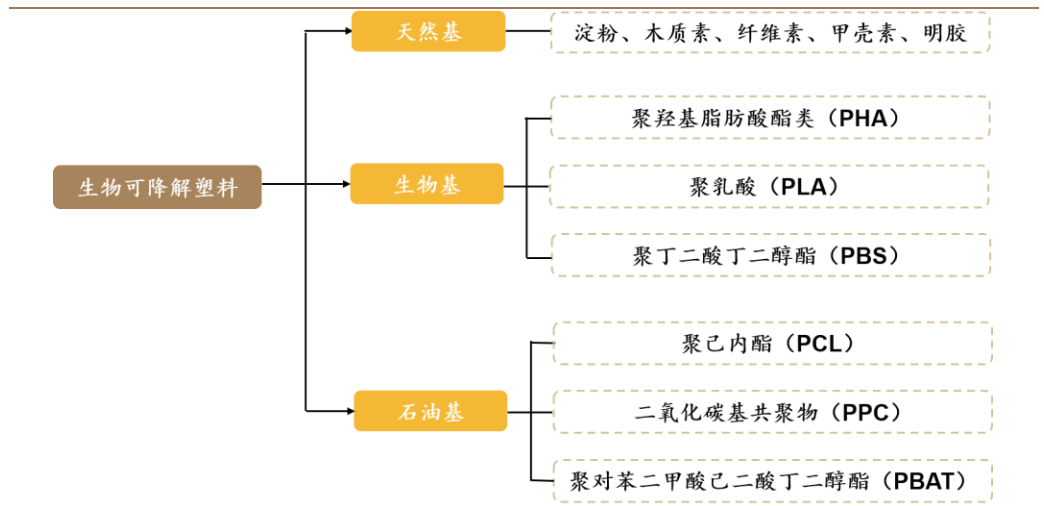 天然基
淀粉、木质素、纤维素、甲壳素、明胶
聚羟基脂肪酸酯类（PHA）
生物可降解塑料
生物基
聚乳酸（PLA）
聚丁二酸丁二醇酯（PBS）
聚己内酯（PCL）
石油基
二氧化碳基共聚物（PPC）
聚对苯二甲酸己二酸丁二醇酯（PBAT）